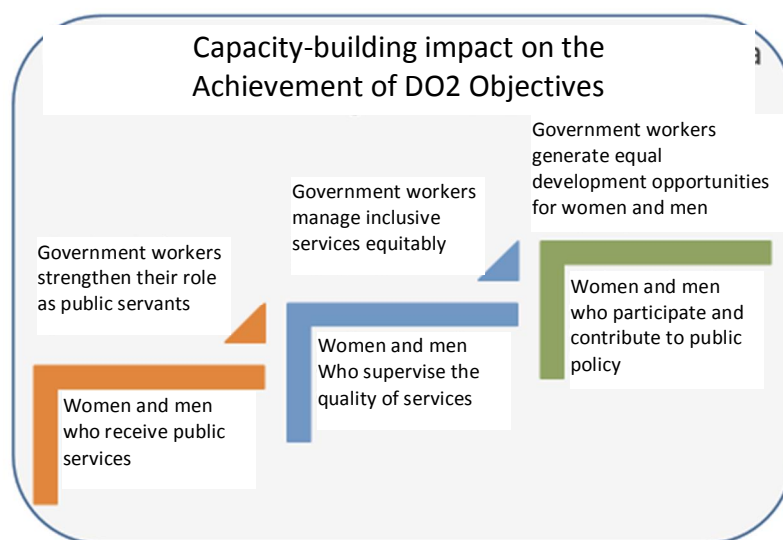 Capacity-building impact on the
Achievement of DO2 Objectives
a
Government workers
strengthen their role
as public servants
Women and men
who receive public
services
Government workers
manage inclusive
services equitably
Women and men
Who supervise the
quality of services
Government workers
generate equal
development opportunities
for women and men
Women and men
who participate and
contribute to public
policy